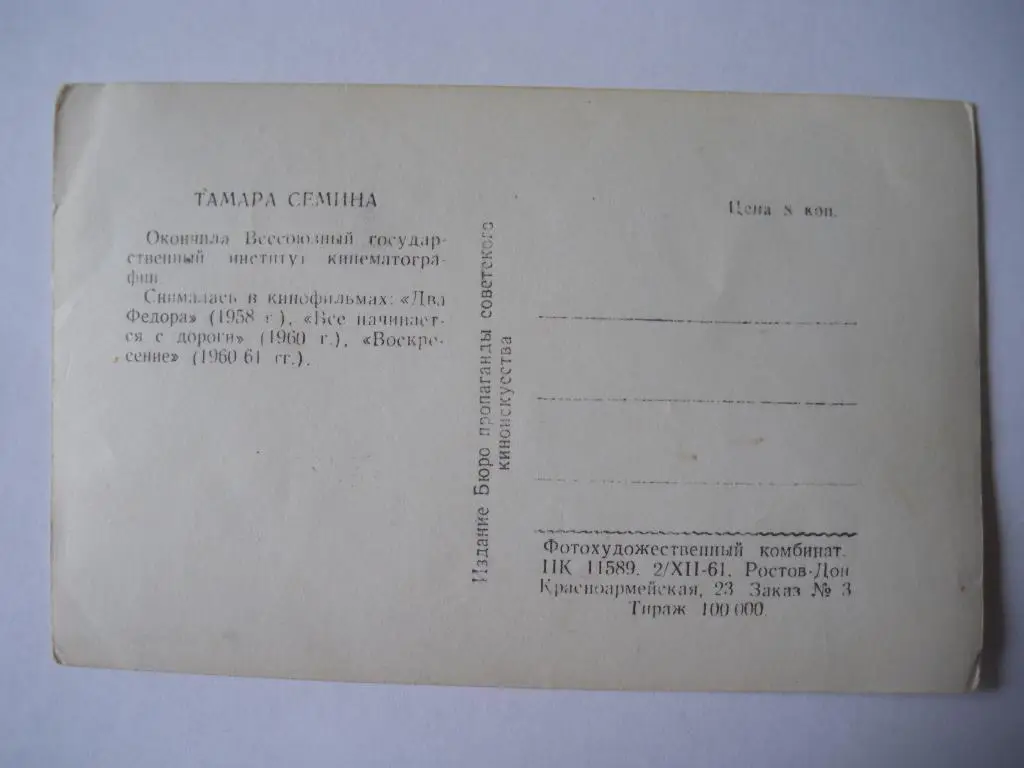 ТАМАРА СЕМИНА
Окончила Всесоюзный государ-
ственный институт кинематогра-
фии.
Снималась в кинофильмах: «Два
Федора» (1958 г.), «Все начинает-
ся с дороги» (1960 г.), «Воскре-
сение» (1960 61 гг.).
Издание Бюро пропаганды советского
киноискусства
Цена 8 коп.
Фотохудожественный комбинат.
ПК 11589. 2/XII-61. Ростов-Дон
Красноармейская, 23 Заказ № 3
Тираж 100 000.